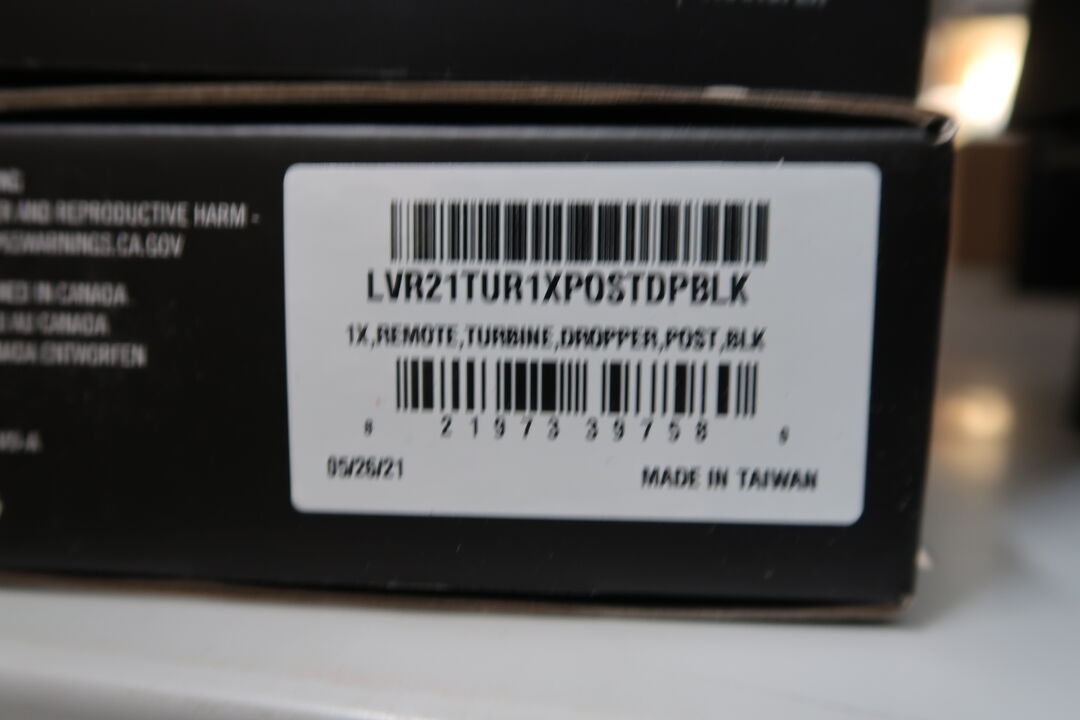 R AND REPRODUCTIVE HARM -
WARNINGS.CA.GOV
IN CANADA
AU CANADA
ENTWORFEN
LVR21TUR1XPOSTDPBLK
1X,REMOTE,TURBINE,DROPPER,POST,BLK
6 21973 39758 6
05/26/21
MADE IN TAIWAN